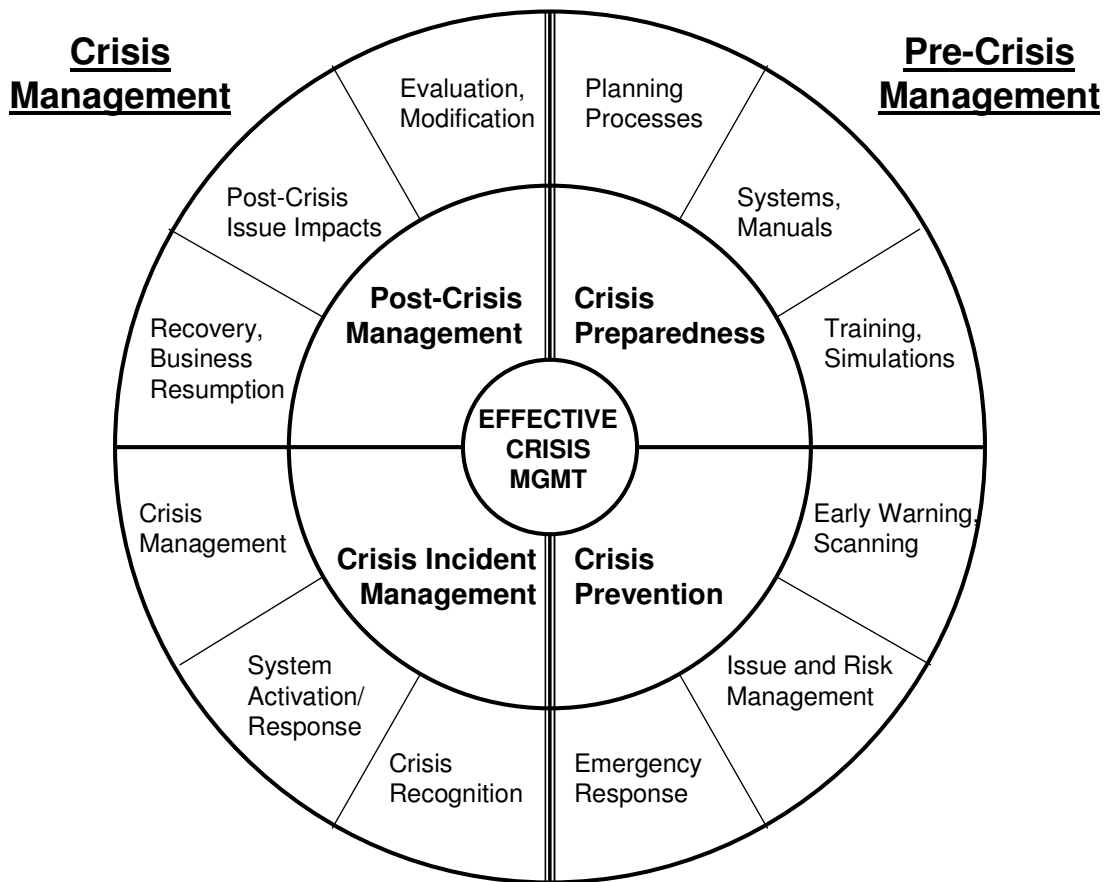 Crisis
Management
Pre-Crisis
Management
Evaluation,
Modification
Planning
Processes
Post-Crisis
Issue Impacts
Systems,
Manuals
Recovery,
Business
Resumption
Post-Crisis
Management
Crisis
Preparedness
Training,
Simulations
EFFECTIVE
CRISIS
MGMT
Crisis
Management
Crisis Incident
Management
Crisis
Prevention
Early Warning,
Scanning
System
Activation/
Response
Issue and Risk
Management
Crisis
Recognition
Emergency
Response